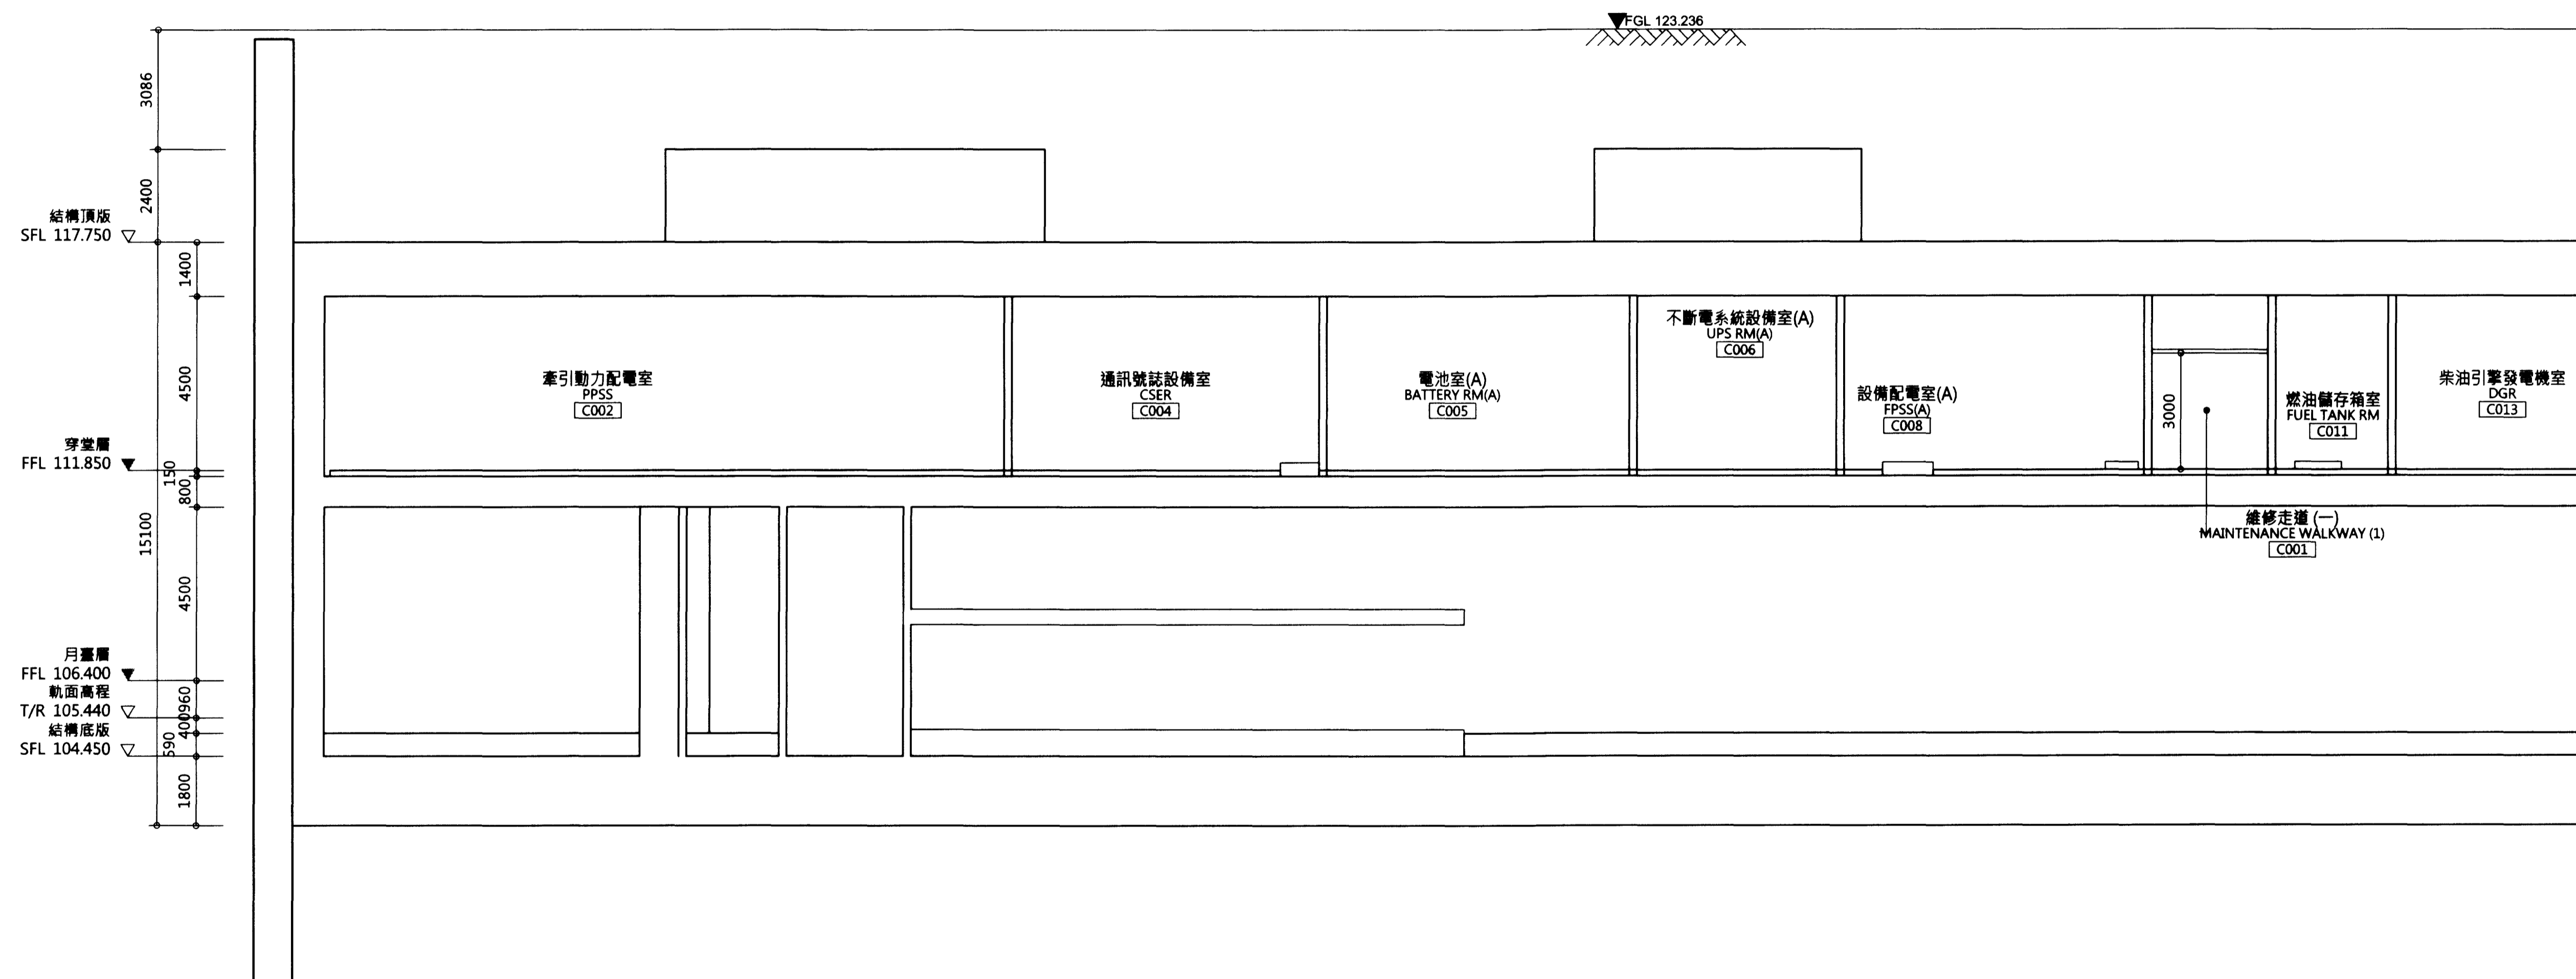 FGL 123.236
3086
2400
結構頂版
SFL 117.750
1400
4500
穿堂層
FFL 111.850
150
800
15100
4500
月臺層
FFL 106.400
960
軌面高程
T/R 105.440
400
結構底版
SFL 104.450
590
1800
牽引動力配電室
PPSS
C002
通訊號誌設備室
CSER
C004
電池室(A)
BATTERY RM(A)
C005
不斷電系統設備室(A)
UPS RM(A)
C006
設備配電室(A)
FPSS(A)
C008
3000
燃油儲存箱室
FUEL TANK RM
C011
柴油引擎發電機室
DGR
C013
維修走道 (一)
MAINTENANCE WALKWAY (1)
C001